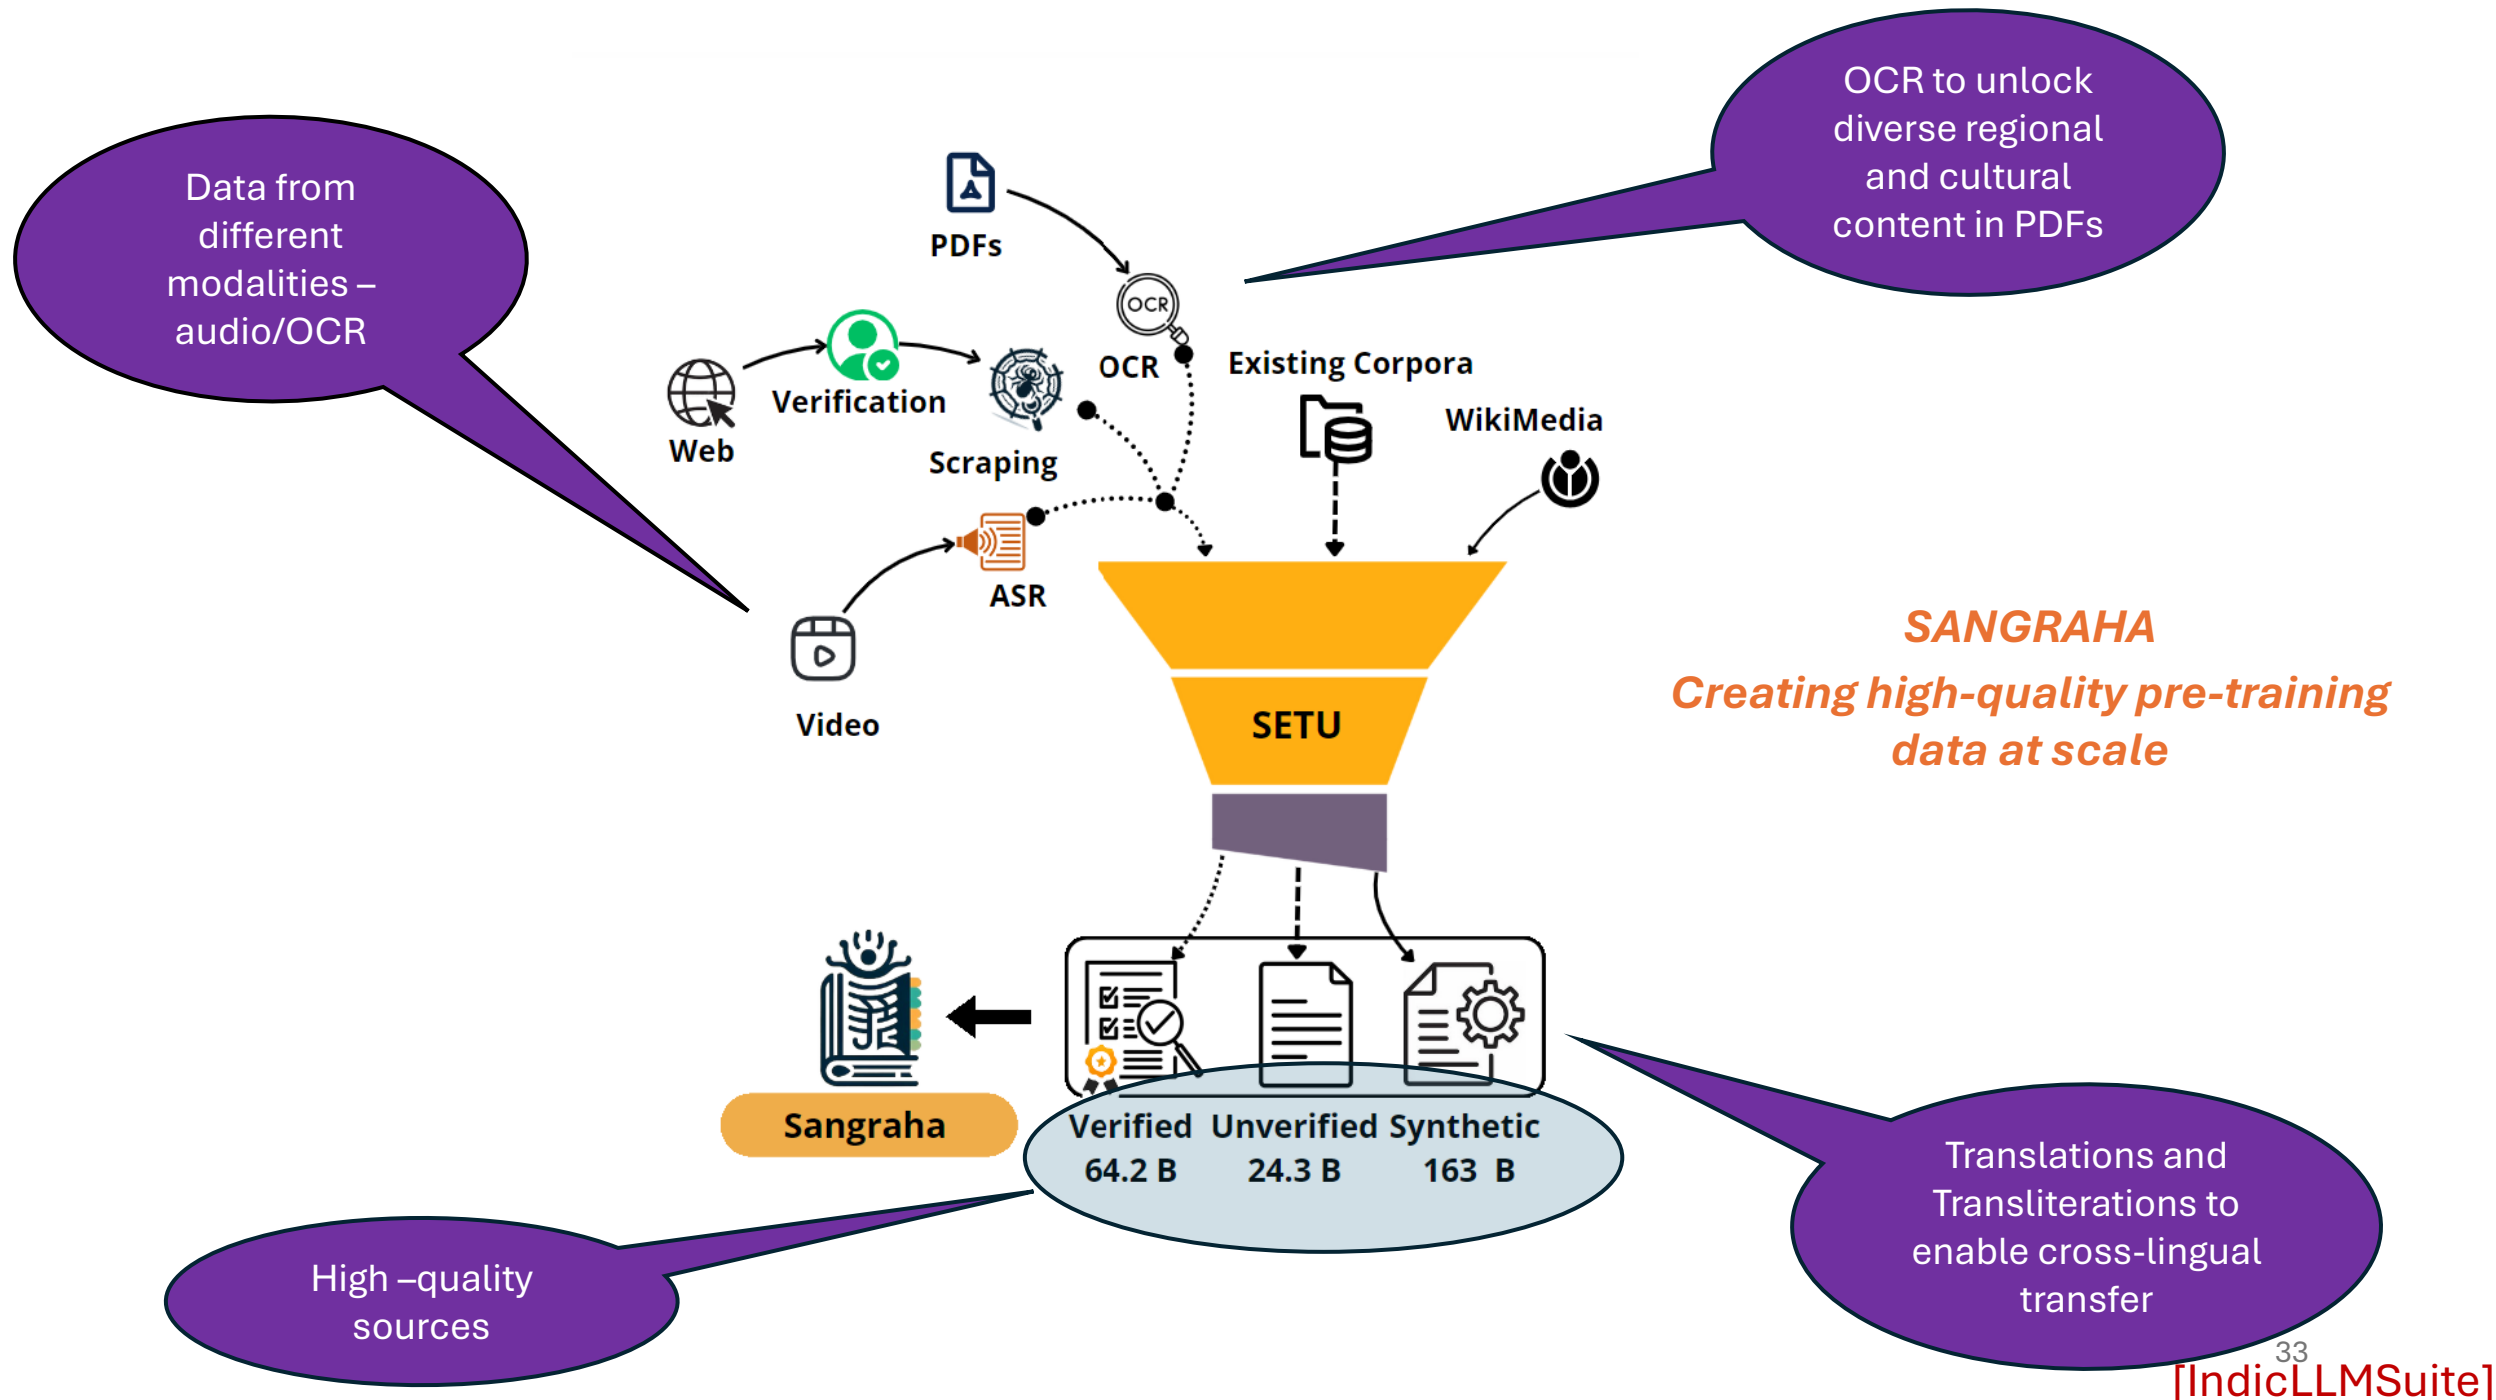 OCR to unlock
diverse regional
and cultural
content in PDFs
Data from
different
modalities –
audio/OCR
PDFs
OCR
OCR
Existing Corpora
WikiMedia
Verification
Web
Scraping
ASR
Video
SETU
SANGRAHA
Creating high-quality pre-training
data at scale
Sangraha
Verified Unverified Synthetic
64.2 B 24.3 B 163 B
Translations and
Transliterations to
enable cross-lingual
transfer
High –quality
sources
33
[IndicLLMSuite]